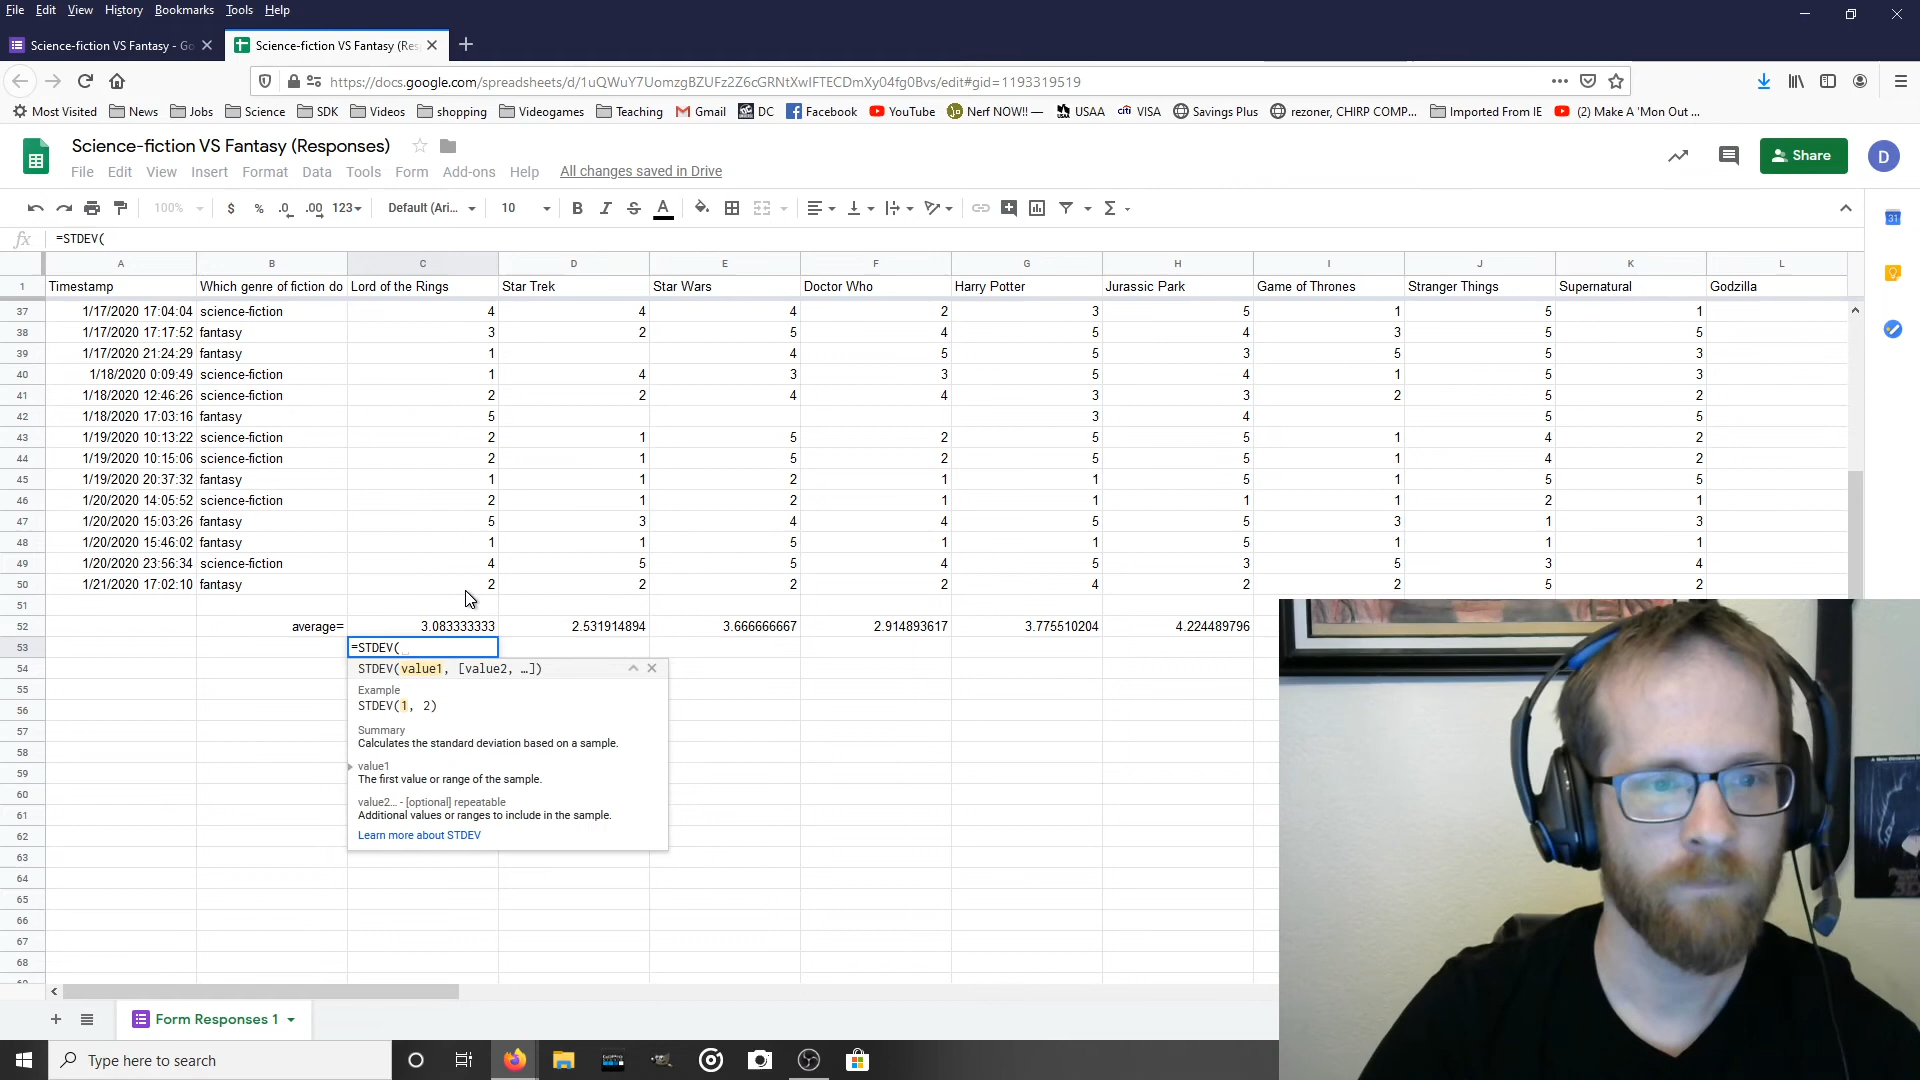 File Edit View History Bookmarks Tools Help
Science-fiction VS Fantasy - Go
Science-fiction VS Fantasy (Res
https://docs.google.com/spreadsheets/d/1uQWuY7UomzgBZUFz2Z6cGRNtXwIFTECDmXy04fg0Bvs/edit#gid=1193319519
Most Visited News Jobs Science SDK Videos shopping Videogames Teaching Gmail DC Facebook YouTube Nerf NOW!! — USAA citi VISA Savings Plus rezoner, CHIRP COMP... Imported From IE (2) Make A 'Mon Out ...
Science-fiction VS Fantasy (Responses)
Share
D
File Edit View Insert Format Data Tools Form Add-ons Help All changes saved in Drive
100% $ % .0 .00 123 Default (Ari... 10 B I S A Σ
31
fx =STDEV(
A B C D E F G H I J K L
1 Timestamp Which genre of fiction do Lord of the Rings Star Trek Star Wars Doctor Who Harry Potter Jurassic Park Game of Thrones Stranger Things Supernatural Godzilla
37 1/17/2020 17:04:04 science-fiction 4 4 4 2 3 5 1 5 1
38 1/17/2020 17:17:52 fantasy 3 2 5 4 5 4 3 5 5
39 1/17/2020 21:24:29 fantasy 1 4 5 5 3 5 5 3
40 1/18/2020 0:09:49 science-fiction 1 4 3 3 5 4 1 5 3
41 1/18/2020 12:46:26 science-fiction 2 2 4 4 3 3 2 5 2
42 1/18/2020 17:03:16 fantasy 5 3 4 5 5
43 1/19/2020 10:13:22 science-fiction 2 1 5 2 5 5 1 4 2
44 1/19/2020 10:15:06 science-fiction 2 1 5 2 5 5 1 4 2
45 1/19/2020 20:37:32 fantasy 1 1 2 1 1 5 1 5 5
46 1/20/2020 14:05:52 science-fiction 2 1 2 1 1 1 1 2 1
47 1/20/2020 15:03:26 fantasy 5 3 4 4 5 5 3 1 3
48 1/20/2020 15:46:02 fantasy 1 1 5 1 1 5 1 1 1
49 1/20/2020 23:56:34 science-fiction 4 5 5 4 5 3 5 3 4
50 1/21/2020 17:02:10 fantasy 2 2 2 2 4 2 2 5 2
51
52 average= 3.083333333 2.531914894 3.666666667 2.914893617 3.775510204 4.224489796
53 =STDEV(
54 STDEV(value1, [value2, …])
55 Example
56 STDEV(1, 2)
57 Summary
58 Calculates the standard deviation based on a sample.
59 value1
The first value or range of the sample.
60
61 value2... - [optional] repeatable
Additional values or ranges to include in the sample.
62 Learn more about STDEV
63
64
65
66
67
68
Form Responses 1
Type here to search